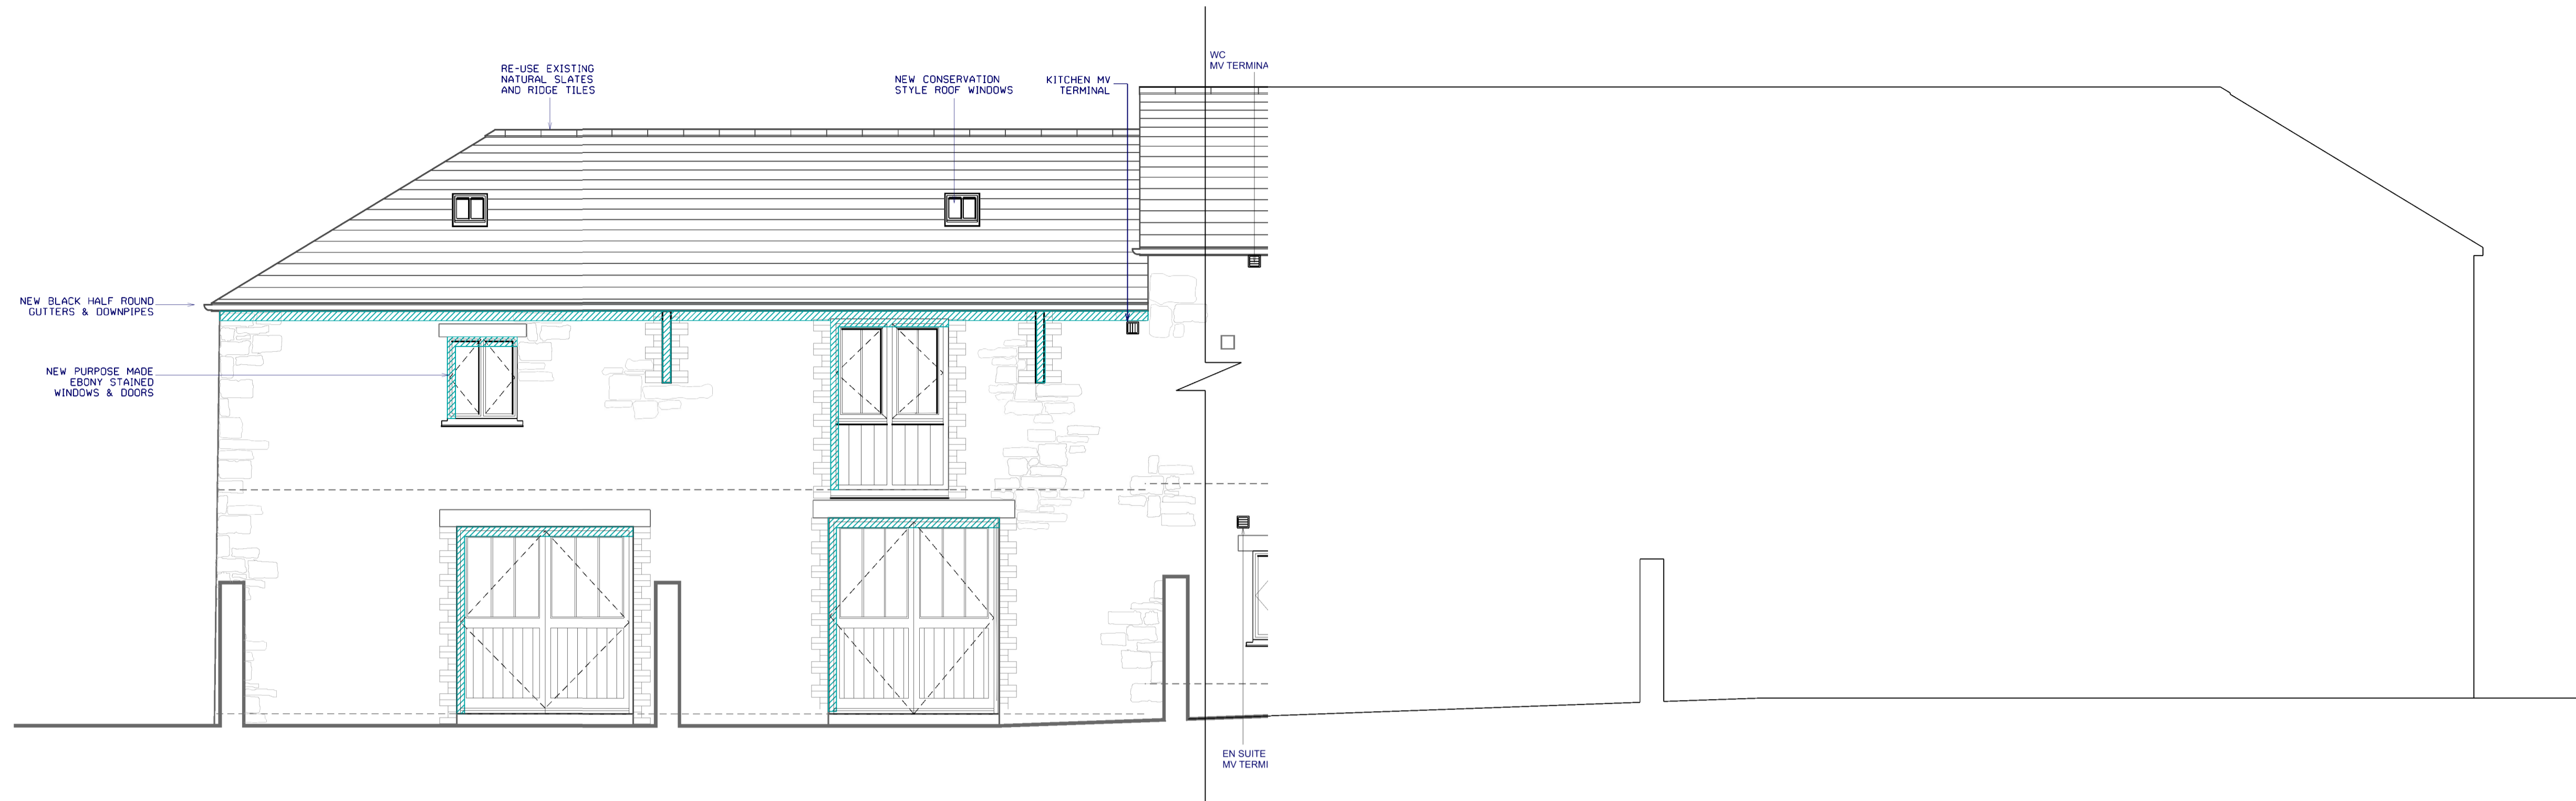 RE-USE EXISTING
NATURAL SLATES
AND RIDGE TILES
NEW CONSERVATION
STYLE ROOF WINDOWS
KITCHEN MV
TERMINAL
WC
MV TERMINA
NEW BLACK HALF ROUND
GUTTERS & DOWNPIPES
NEW PURPOSE MADE
EBONY STAINED
WINDOWS & DOORS
EN SUITE
MV TERMI